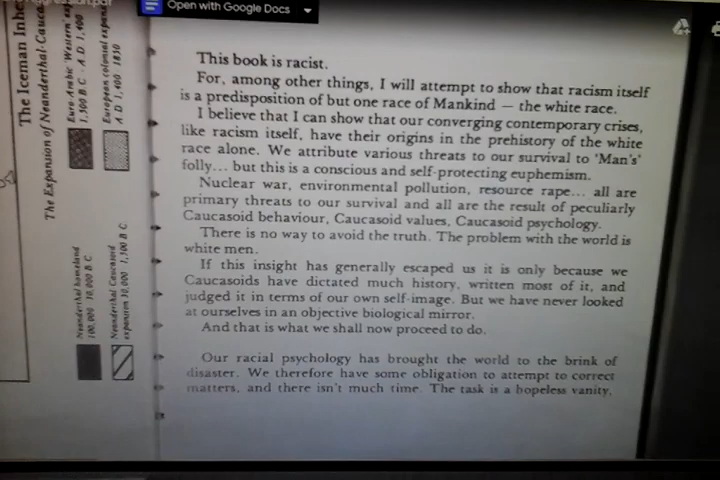 Open with Google Docs
This book is racist.
For, among other things, I will attempt to show that racism itself
is a predisposition of but one race of Mankind — the white race.
I believe that I can show that our converging contemporary crises,
like racism itself, have their origins in the prehistory of the white
race alone. We attribute various threats to our survival to 'Man's'
folly... but this is a conscious and self-protecting euphemism.
Nuclear war, environmental pollution, resource rape... all are
primary threats to our survival and all are the result of peculiarly
Caucasoid behaviour, Caucasoid values, Caucasoid psychology.
There is no way to avoid the truth. The problem with the world is
white men.
If this insight has generally escaped us it is only because we
Caucasoids have dictated much history, written most of it, and
judged it in terms of our own self-image. But we have never looked
at ourselves in an objective biological mirror.
And that is what we shall now proceed to do.
Our racial psychology has brought the world to the brink of
disaster. We therefore have some obligation to attempt to correct
matters, and there isn't much time. The task is a hopeless vanity,
The Iceman Inhe
The Expansion of Neanderthal-Cauca
Neanderthal homeland
100,000 - 10,000 B C
Neanderthal Caucasoid
expansion 10,000 - 1,500 B C
Euro-Arabic 'Western' exp
1,500 B C - A D 1,400
European colonial expans
A D 1,400 - 1830